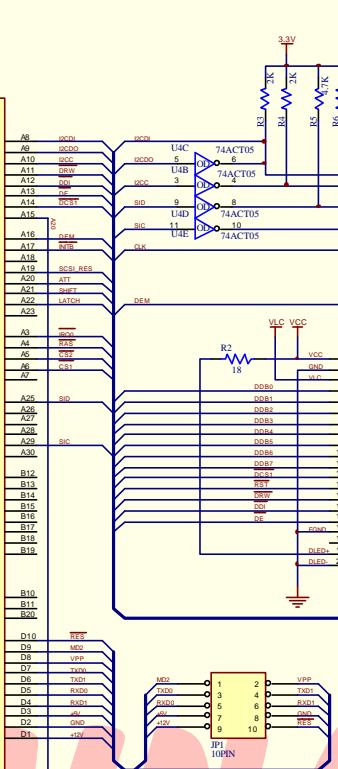 3.3V
R3
2K
R4
2K
R5
4.7K
R6
A8 I2CDI I2CDI
U4C 74ACT05
A9 I2CDO I2CDO 5 OD 6
U4B 74ACT05
A10 I2CC I2CC 3 OD 4
A11 DRW
A12 DDI
A13 DE
A14 DCS1 SID 9 OD 8
U4D 74ACT05
A15
A20
SIC 11 OD 10
U4E 74ACT05
A16 DEM
A17 INITB CLK
A18
A19 SCSI_RES
A20 ATT
A21 SHIFT
A22 LATCH DEM
A23
VLC VCC
A3 IRQ0
A4 RAS
A5 CS2
A6 CS1
A7
R2
18
VCC
GND
VLC
A25 SID
A26
A27
A28
A29 SIC
A30
DDB0
DDB1
DDB2
DDB3
DDB4
DDB5
DDB6
DDB7
DCS1
RST
DRW
DDI
DE
FGND
DLED+
DLED-
B12
B13
B14
B15
B16
B17
B18
B19
B10
B11
B20
D10 RES
D9 MD2
D8 VPP
D7 TXD0
D6 TXD1
D5 RXD0
D4 RXD1
D3 +9V
D2 GND
D1 +12V
MD2 1 2 VPP
TXD0 3 4 TXD1
RXD0 5 6 RXD1
+9V 7 8 GND
+12V 9 10 RES
JP1
10PIN